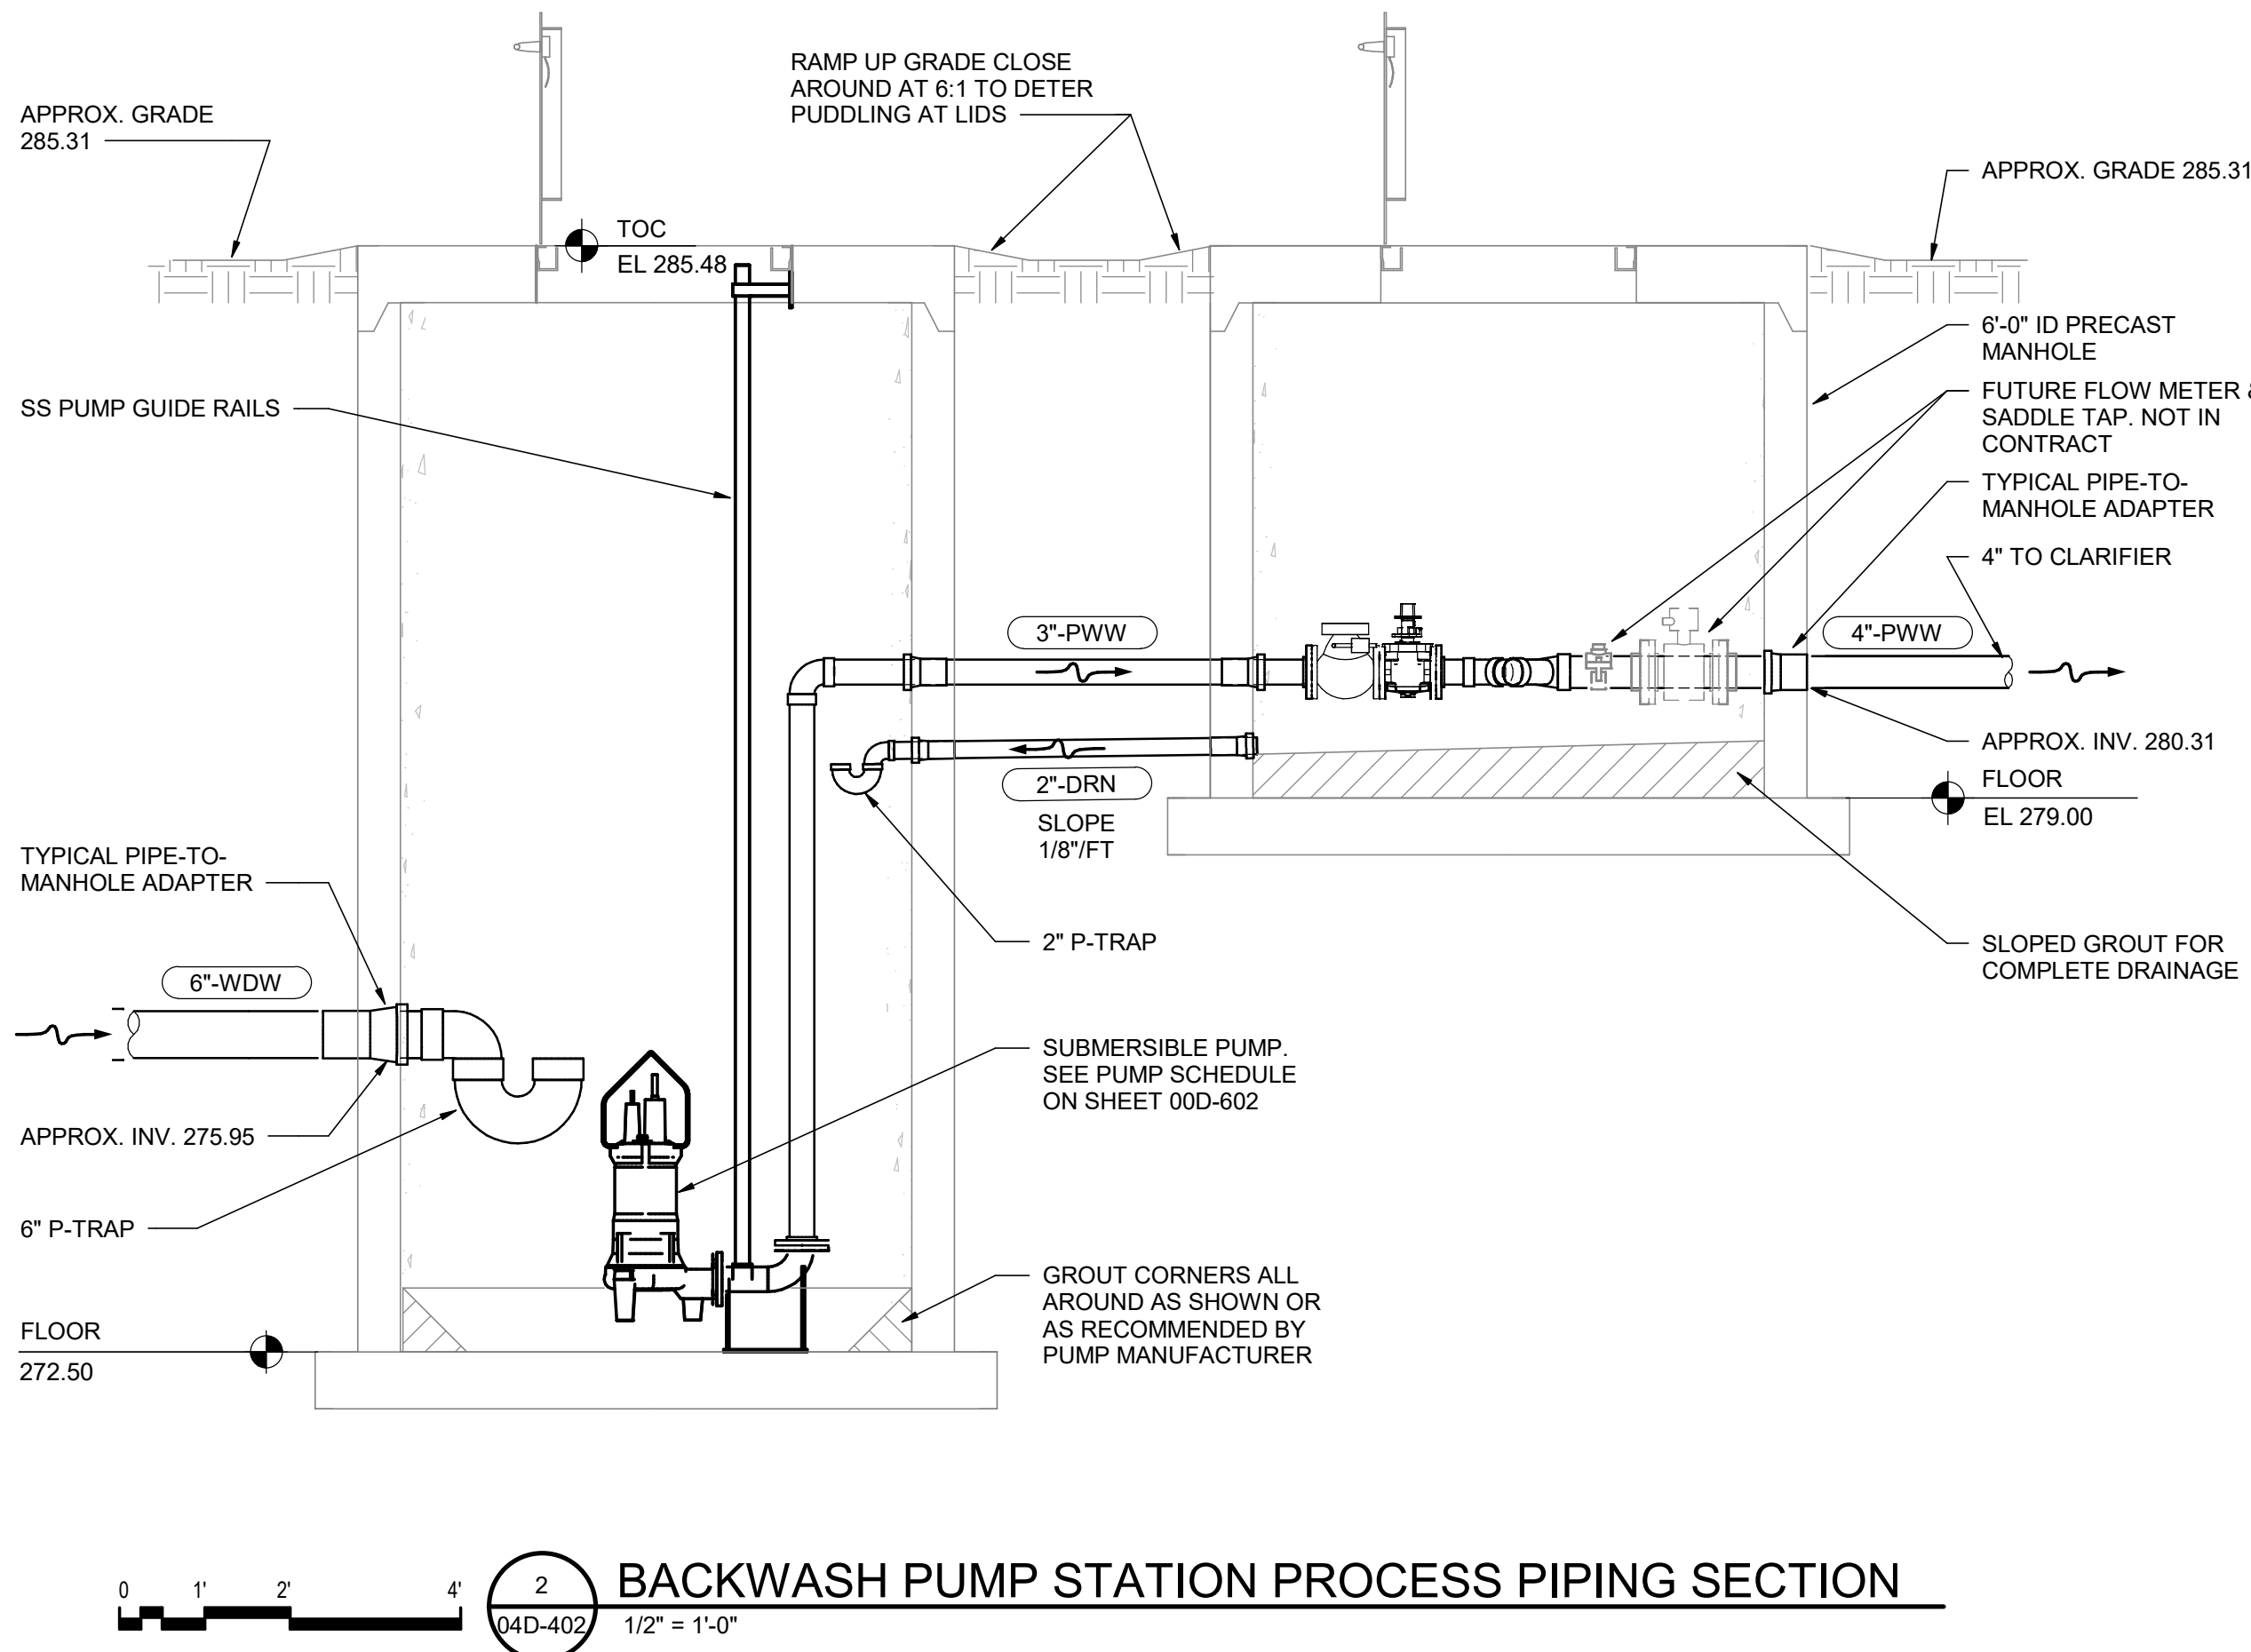 APPROX. GRADE
285.31
RAMP UP GRADE CLOSE
AROUND AT 6:1 TO DETER
PUDDLING AT LIDS
APPROX. GRADE 285.31
TOC
EL 285.48
6'-0" ID PRECAST
MANHOLE
FUTURE FLOW METER &
SADDLE TAP. NOT IN
CONTRACT
SS PUMP GUIDE RAILS
TYPICAL PIPE-TO-
MANHOLE ADAPTER
4" TO CLARIFIER
3"-PWW
4"-PWW
APPROX. INV. 280.31
FLOOR
EL 279.00
2"-DRN
SLOPE
1/8"/FT
TYPICAL PIPE-TO-
MANHOLE ADAPTER
2" P-TRAP
SLOPED GROUT FOR
COMPLETE DRAINAGE
6"-WDW
SUBMERSIBLE PUMP.
SEE PUMP SCHEDULE
ON SHEET 00D-602
APPROX. INV. 275.95
6" P-TRAP
GROUT CORNERS ALL
AROUND AS SHOWN OR
AS RECOMMENDED BY
PUMP MANUFACTURER
FLOOR
272.50
0 1' 2' 4'
2
04D-402
BACKWASH PUMP STATION PROCESS PIPING SECTION
1/2" = 1'-0"